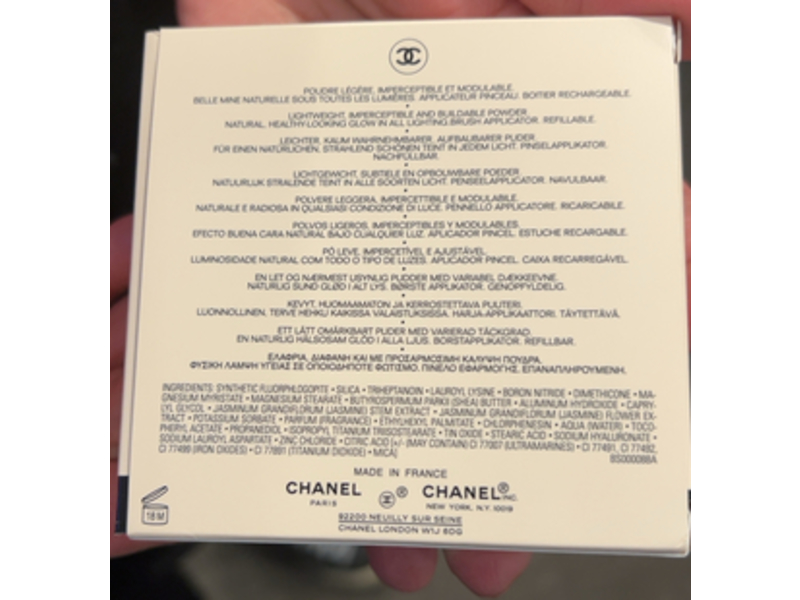 POUDRE LÉGÈRE, IMPERCEPTIBLE ET MODULABLE.
BELLE MINE NATURELLE SOUS TOUTES LES LUMIÈRES. APPLICATEUR PINCEAU. BOITIER RECHARGEABLE.
LIGHTWEIGHT, IMPERCEPTIBLE AND BUILDABLE POWDER.
NATURAL, HEALTHY-LOOKING GLOW IN ALL LIGHTING. BRUSH APPLICATOR. REFILLABLE.
LEICHTER, KAUM WAHRNEHMBARER, AUFBAUBARER PUDER.
FÜR EINEN NATÜRLICHEN, STRAHLEND SCHÖNEN TEINT IN JEDEM LICHT. PINSELAPPLIKATOR.
NACHFÜLLBAR.
LICHTGEWICHT, SUBTIELE EN OPBOUWBARE POEDER.
NATUURLIJK STRALENDE TEINT IN ALLE SOORTEN LICHT. PENSEELAPPLICATOR. NAVULBAAR.
POLVERE LEGGERA, IMPERCETTIBILE E MODULABILE.
NATURALE E RADIOSA IN QUALSIASI CONDIZIONE DI LUCE. PENNELLO APPLICATORE. RICARICABILE.
POLVOS LIGEROS, IMPERCEPTIBLES Y MODULABLES.
EFECTO BUENA CARA NATURAL BAJO CUALQUIER LUZ. APLICADOR PINCEL. ESTUCHE RECARGABLE.
PÓ LEVE, IMPERCETÍVEL E AJUSTÁVEL.
LUMINOSIDADE NATURAL COM TODO O TIPO DE LUZES. APLICADOR PINCEL. CAIXA RECARREGÁVEL.
EN LET OG NÆRMEST USYNLIG PUDDER MED VARIABEL DÆKKEEVNE.
NATURLIG SUND GLØD I ALT LYS. BØRSTE APPLIKATOR. GENOPFYLDELIG.
KEVYT, HUOMAAMATON JA KERROSTETTAVA PUUTERI.
LUONNOLLINEN, TERVE HEHKU KAIKISSA VALAISTUKSISSA. HARJA-APPLIKAATTORI. TÄYTETTÄVÄ.
ETT LÄTT OMÄRKBART PUDER MED VARIERAD TÄCKGRAD.
EN NATURLIG HÄLSOSAM GLÖD I ALLA LJUS. BORSTAPPLIKATOR. REFILLBAR.
ΕΛΑΦΡΙΑ, ΔΙΑΦΑΝΗ ΚΑΙ ΜΕ ΠΡΟΣΑΡΜΟΣΙΜΗ ΚΑΛΥΨΗ ΠΟΥΔΡΑ.
ΦΥΣΙΚΗ ΛΑΜΨΗ ΥΓΕΙΑΣ ΣΕ ΟΠΟΙΟΔΗΠΟΤΕ ΦΩΤΙΣΜΟ. ΠΙΝΕΛΟ ΕΦΑΡΜΟΓΗΣ. ΕΠΑΝΑΠΛΗΡΟΥΜΕΝΗ.
INGREDIENTS: SYNTHETIC FLUORPHLOGOPITE • SILICA • TRIHEPTANOIN • LAUROYL LYSINE • BORON NITRIDE • DIMETHICONE • MA-
GNESIUM MYRISTATE • MAGNESIUM STEARATE • BUTYROSPERMUM PARKII (SHEA) BUTTER • ALUMINUM HYDROXIDE • CAPRY-
LYL GLYCOL • JASMINUM GRANDIFLORUM (JASMINE) STEM EXTRACT • JASMINUM GRANDIFLORUM (JASMINE) FLOWER EX-
TRACT • POTASSIUM SORBATE • PARFUM (FRAGRANCE) • ETHYLHEXYL PALMITATE • CHLORPHENESIN • AQUA (WATER) • TOCO-
PHERYL ACETATE • PROPANEDIOL • ISOPROPYL TITANIUM TRIISOSTEARATE • TIN OXIDE • STEARIC ACID • SODIUM HYALURONATE •
SODIUM LAUROYL ASPARTATE • ZINC CHLORIDE • CITRIC ACID [+/- (MAY CONTAIN) CI 77007 (ULTRAMARINES) • CI 77491, CI 77492,
CI 77499 (IRON OXIDES) • CI 77891 (TITANIUM DIOXIDE) • MICA]
BS000088A
MADE IN FRANCE
CHANEL ® CHANEL®INC.
PARIS NEW YORK, N.Y. 10019
92200 NEUILLY SUR SEINE
CHANEL LONDON W1J 6DG
18 M